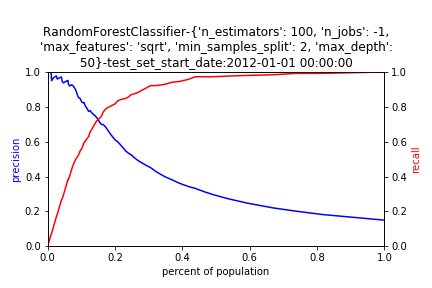 RandomForestClassifier-{'n_estimators': 100, 'n_jobs': -1,
'max_features': 'sqrt', 'min_samples_split': 2, 'max_depth':
50}-test_set_start_date:2012-01-01 00:00:00
1.0
0.8
0.6
0.4
0.2
0.0
precision
1.0
0.8
0.6
0.4
0.2
0.0
recall
0.0 0.2 0.4 0.6 0.8 1.0
percent of population